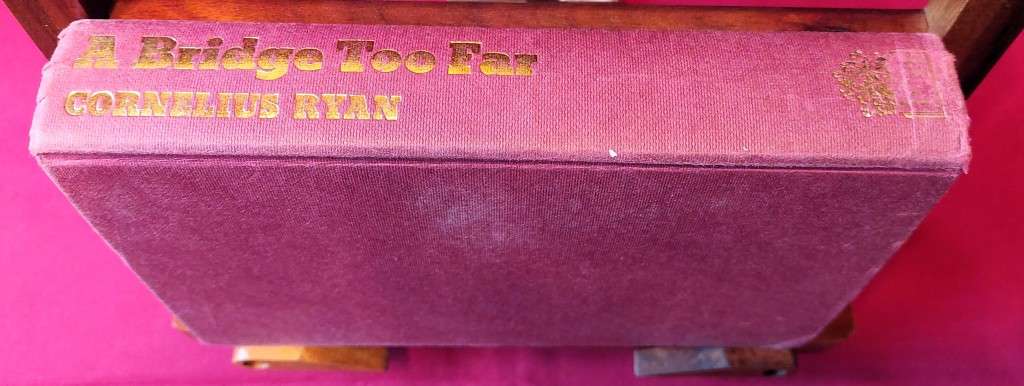 A Bridge Too Far
CORNELIUS RYAN